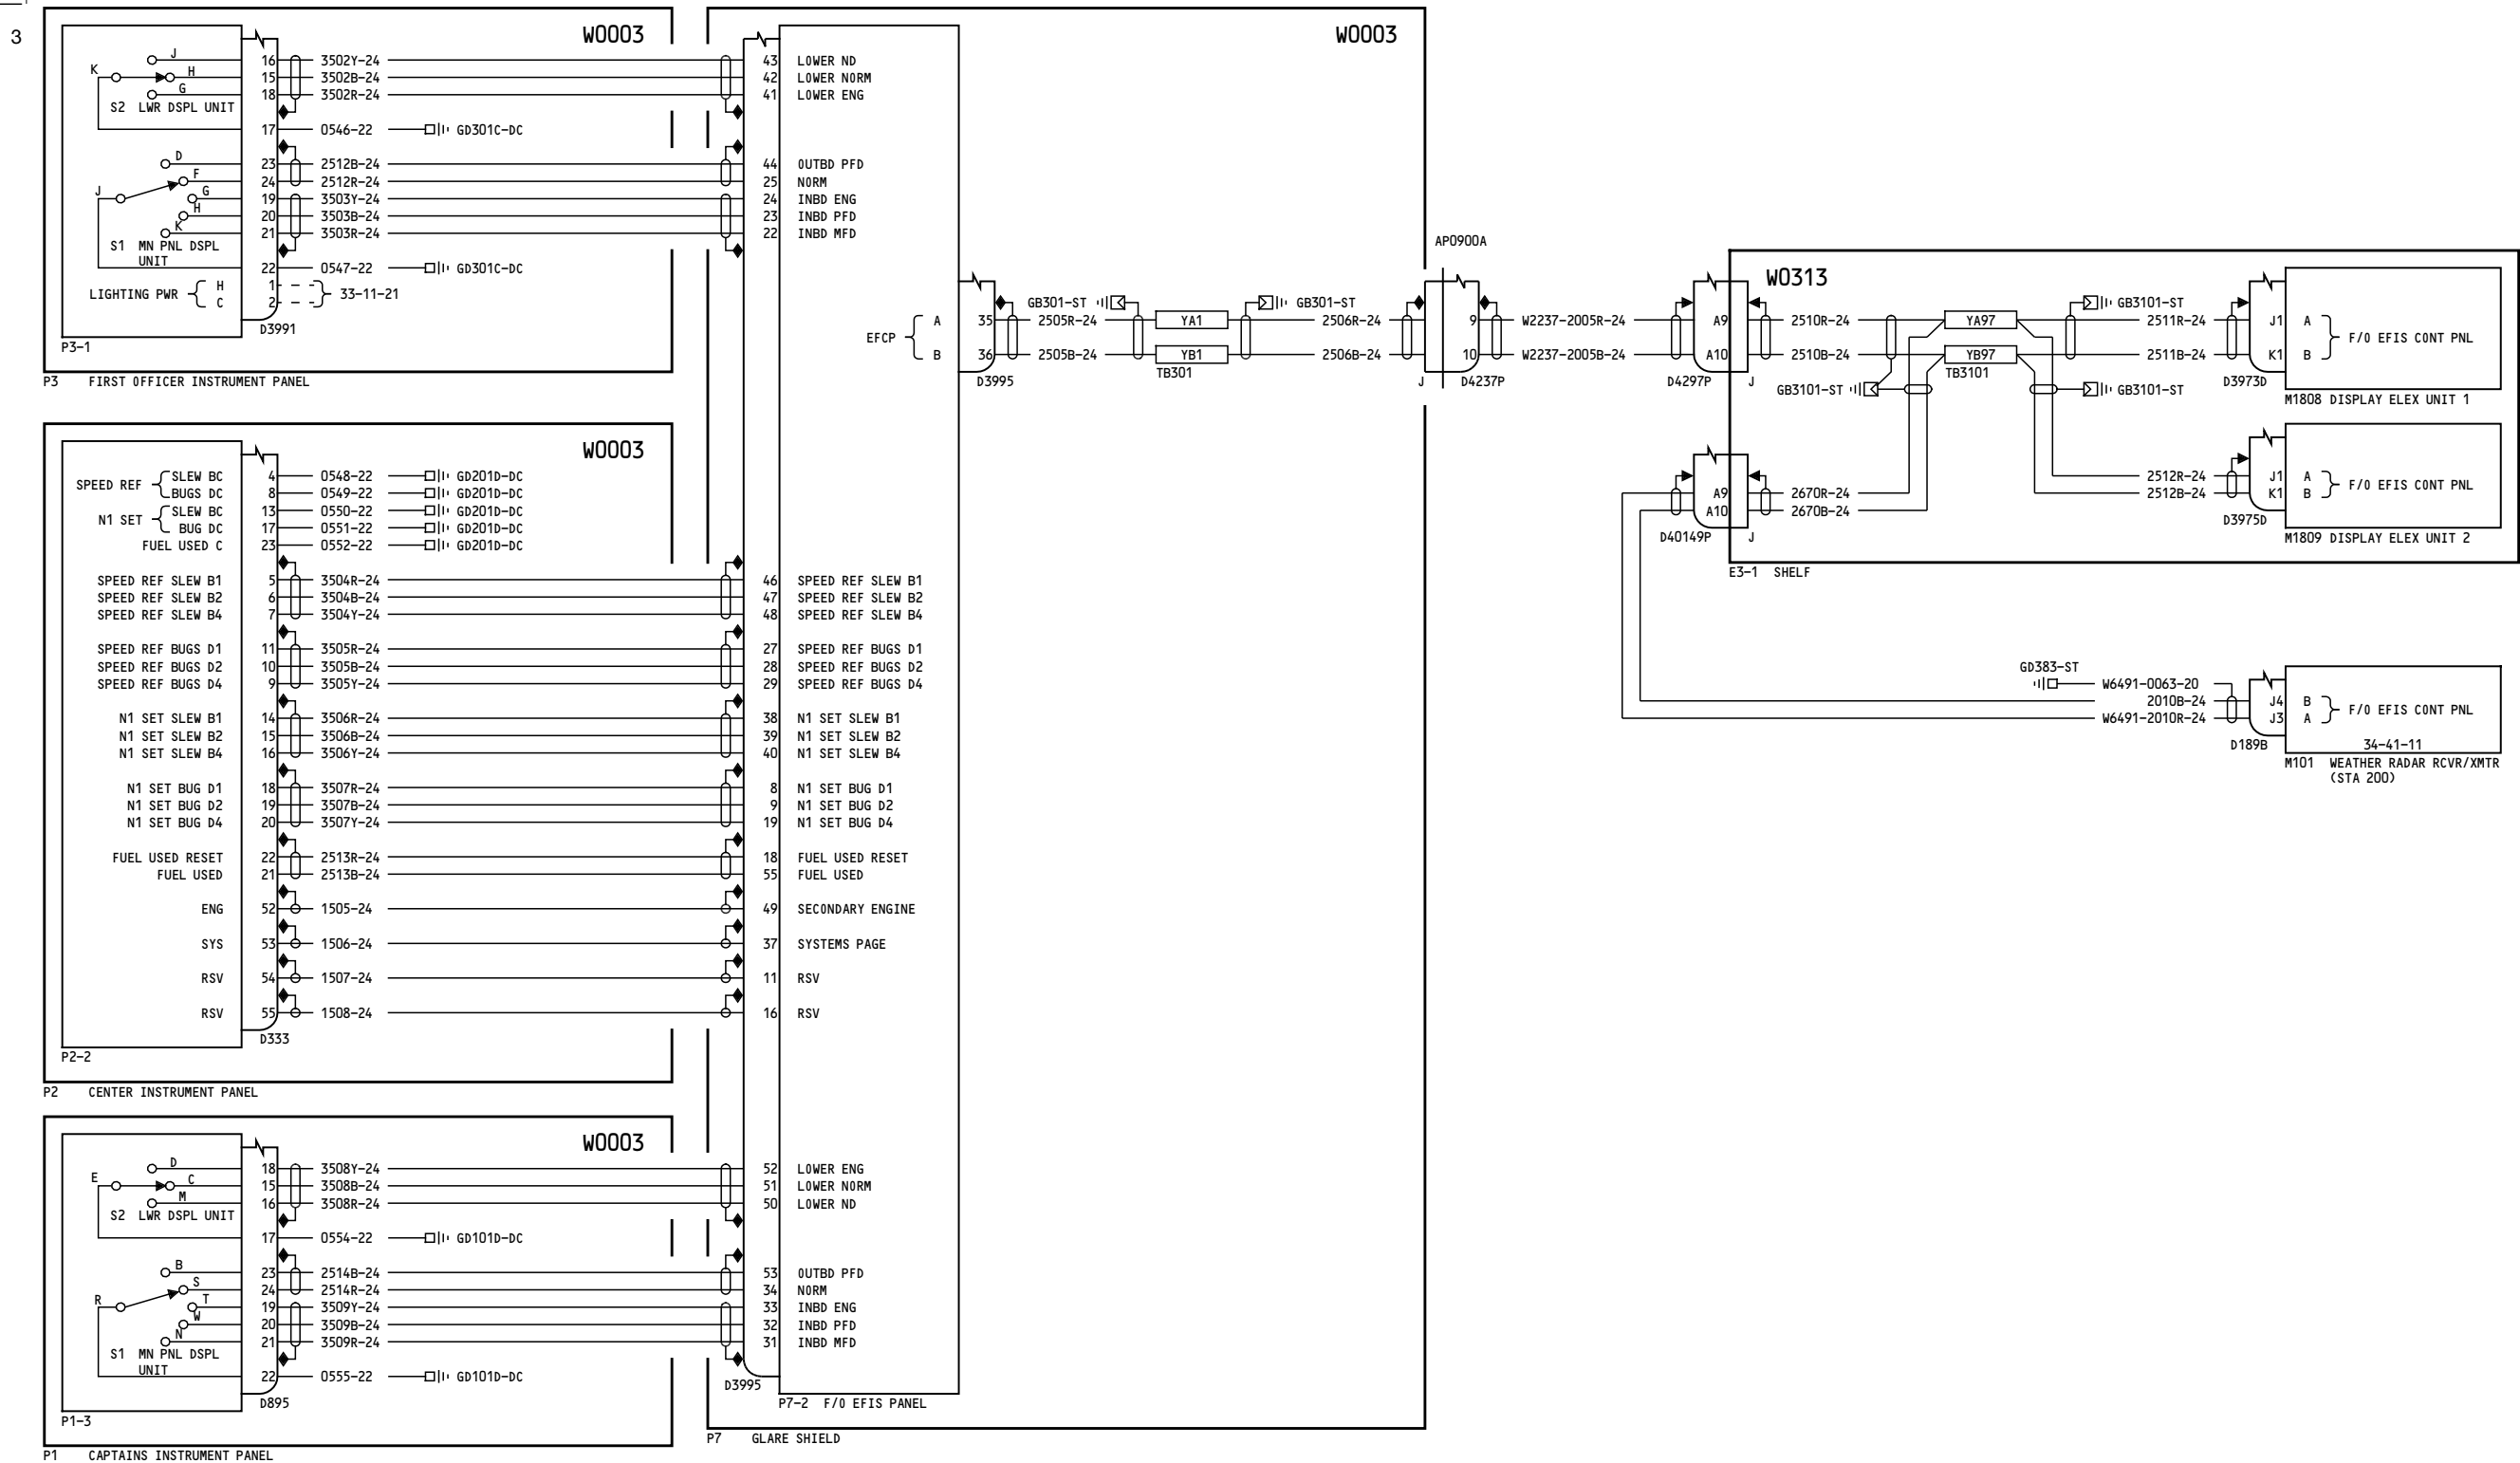 3
W0003
K
J
H
G
S2 LWR DSPL UNIT
16 3502Y-24
15 3502B-24
18 3502R-24
17 0546-22 GD301C-DC
D
F
J
G
H
K
S1 MN PNL DSPL
UNIT
23 2512B-24
24 2512R-24
19 3503Y-24
20 3503B-24
21 3503R-24
22 0547-22 GD301C-DC
LIGHTING PWR H 1
C 2
33-11-21
D3991
P3-1
P3 FIRST OFFICER INSTRUMENT PANEL
W0003
SPEED REF
SLEW BC 4 0548-22 GD201D-DC
BUGS DC 8 0549-22 GD201D-DC
N1 SET
SLEW BC 13 0550-22 GD201D-DC
BUG DC 17 0551-22 GD201D-DC
FUEL USED C 23 0552-22 GD201D-DC
SPEED REF SLEW B1 5 3504R-24
SPEED REF SLEW B2 6 3504B-24
SPEED REF SLEW B4 7 3504Y-24
SPEED REF BUGS D1 11 3505R-24
SPEED REF BUGS D2 10 3505B-24
SPEED REF BUGS D4 9 3505Y-24
N1 SET SLEW B1 14 3506R-24
N1 SET SLEW B2 15 3506B-24
N1 SET SLEW B4 16 3506Y-24
N1 SET BUG D1 18 3507R-24
N1 SET BUG D2 19 3507B-24
N1 SET BUG D4 20 3507Y-24
FUEL USED RESET 22 2513R-24
FUEL USED 21 2513B-24
ENG 52 1505-24
SYS 53 1506-24
RSV 54 1507-24
RSV 55 1508-24
D333
P2-2
P2 CENTER INSTRUMENT PANEL
W0003
E
D
C
M
S2 LWR DSPL UNIT
18 3508Y-24
15 3508B-24
16 3508R-24
17 0554-22 GD101D-DC
B
S
R
T
W
N
S1 MN PNL DSPL
UNIT
23 2514B-24
24 2514R-24
19 3509Y-24
20 3509B-24
21 3509R-24
22 0555-22 GD101D-DC
D895
P1-3
P1 CAPTAINS INSTRUMENT PANEL
W0003
43 LOWER ND
42 LOWER NORM
41 LOWER ENG
44 OUTBD PFD
25 NORM
24 INBD ENG
23 INBD PFD
22 INBD MFD
46 SPEED REF SLEW B1
47 SPEED REF SLEW B2
48 SPEED REF SLEW B4
27 SPEED REF BUGS D1
28 SPEED REF BUGS D2
29 SPEED REF BUGS D4
38 N1 SET SLEW B1
39 N1 SET SLEW B2
40 N1 SET SLEW B4
8 N1 SET BUG D1
9 N1 SET BUG D2
19 N1 SET BUG D4
18 FUEL USED RESET
55 FUEL USED
49 SECONDARY ENGINE
37 SYSTEMS PAGE
11 RSV
16 RSV
52 LOWER ENG
51 LOWER NORM
50 LOWER ND
53 OUTBD PFD
34 NORM
33 INBD ENG
32 INBD PFD
31 INBD MFD
D3995
P7-2 F/O EFIS PANEL
P7 GLARE SHIELD
EFCP
A 35 2505R-24 YA1 2506R-24
B 36 2505B-24 YB1 2506B-24
GB301-ST
GB301-ST
D3995
TB301
AP0900A
9 W2237-2005R-24 A9
10 W2237-2005B-24 A10
J D4237P
D4297P J
W0313
2510R-24 YA97 2511R-24 J1 A
2510B-24 YB97 2511B-24 K1 B
F/O EFIS CONT PNL
TB3101
GB3101-ST
GB3101-ST
GB3101-ST
D3973D
M1808 DISPLAY ELEX UNIT 1
A9 2670R-24
A10 2670B-24
D40149P J
2512R-24 J1 A
2512B-24 K1 B
F/O EFIS CONT PNL
D3975D
M1809 DISPLAY ELEX UNIT 2
E3-1 SHELF
GD383-ST
W6491-0063-20
2010B-24 J4 B
W6491-2010R-24 J3 A
F/O EFIS CONT PNL
D189B
34-41-11
M101 WEATHER RADAR RCVR/XMTR
(STA 200)